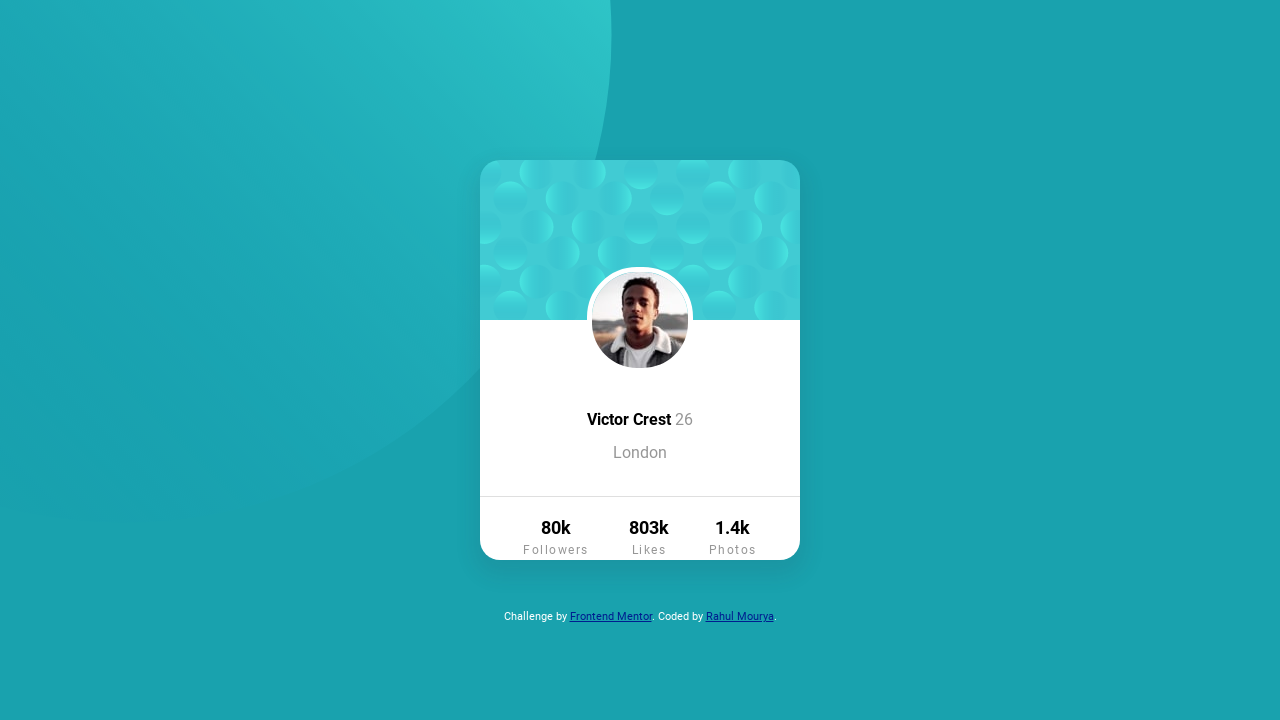 Victor Crest 26
London
80k 803k 1.4k
Followers Likes Photos
Challenge by Frontend Mentor. Coded by Rahul Mourya.